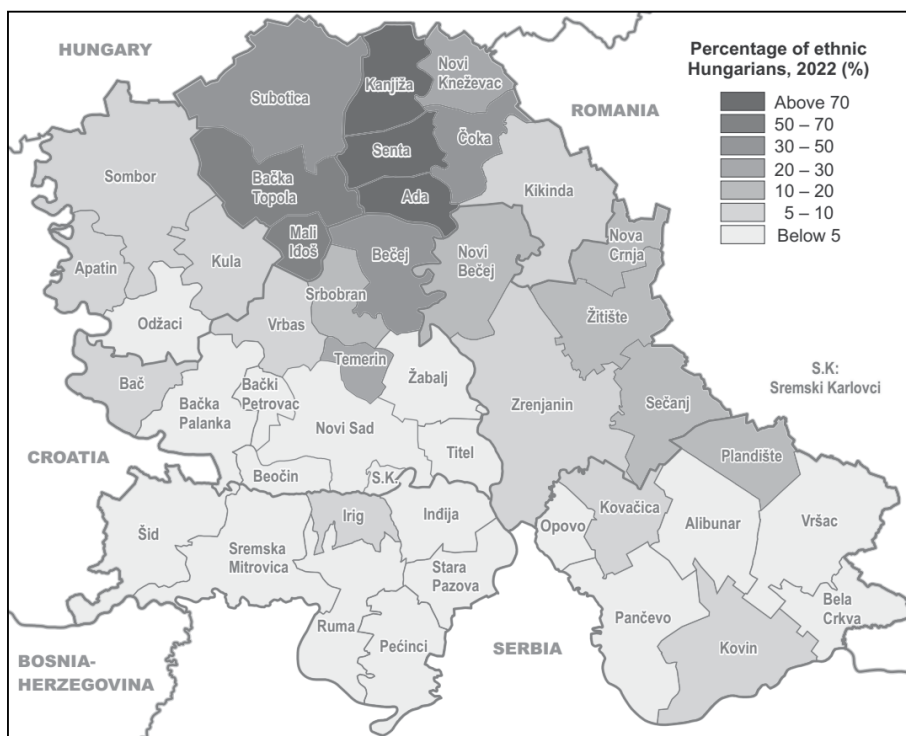 HUNGARY
Percentage of ethnic
Hungarians, 2022 (%)
Above 70
50 – 70
30 – 50
20 – 30
10 – 20
5 – 10
Below 5
ROMANIA
Kanjiža
Novi
Kneževac
Subotica
Senta
Čoka
Sombor
Bačka
Topola
Ada
Kikinda
Mali
Iđoš
Bečej
Novi
Bečej
Nova
Crnja
Apatin
Kula
Srbobran
Odžaci
Vrbas
Žitište
Temerin
Bač
Bačka
Palanka
Bački
Petrovac
Žabalj
Zrenjanin
Sečanj
S.K:
Sremski Karlovci
Novi Sad
CROATIA
Titel
Plandište
Beočin
S.K.
Kovačica
Šid
Irig
Inđija
Opovo
Alibunar
Vršac
Sremska
Mitrovica
Stara
Pazova
Ruma
Pećinci
Pančevo
Bela
Crkva
Kovin
SERBIA
BOSNIA-
HERZEGOVINA